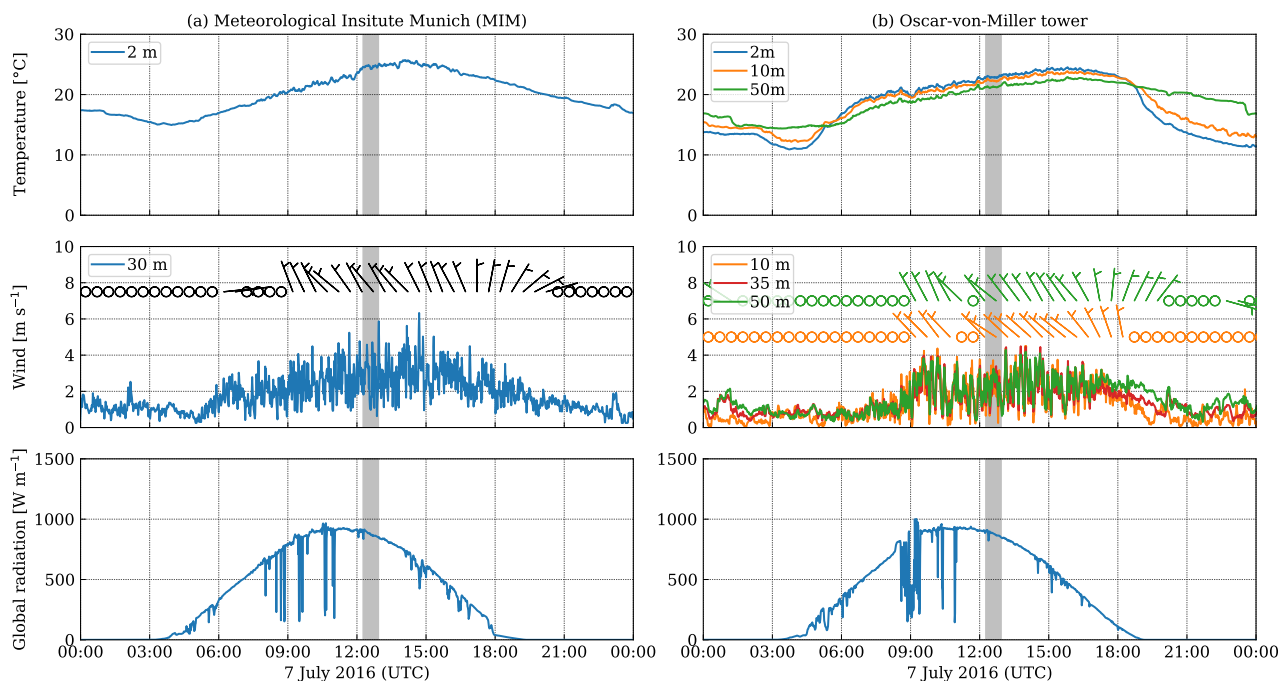 (a) Meteorological Insitute Munich (MIM)
(b) Oscar-von-Miller tower
Temperature [°C]
30
20
10
0
2 m
30
20
10
0
2m
10m
50m
Wind [m s⁻¹]
10
8
6
4
2
0
30 m
10
8
6
4
2
0
10 m
35 m
50 m
Global radiation [W m⁻¹]
1500
1000
500
0
1500
1000
500
0
00:00 03:00 06:00 09:00 12:00 15:00 18:00 21:00 00:00
00:00 03:00 06:00 09:00 12:00 15:00 18:00 21:00 00:00
7 July 2016 (UTC)
7 July 2016 (UTC)